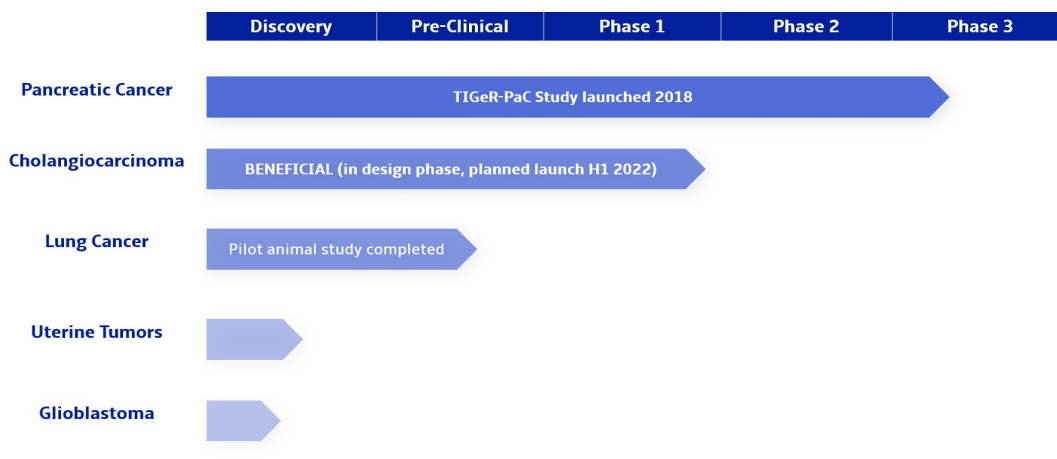 Discovery Pre-Clinical Phase 1 Phase 2 Phase 3
Pancreatic Cancer TIGeR-PaC Study launched 2018
Cholangiocarcinoma BENEFICIAL (in design phase, planned launch H1 2022)
Lung Cancer Pilot animal study completed
Uterine Tumors
Glioblastoma